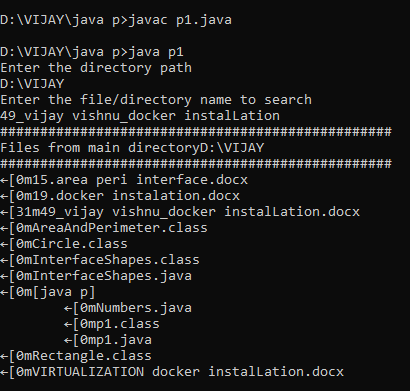 D:\VIJAY\java p>javac p1.java
D:\VIJAY\java p>java p1
Enter the directory path
D:\VIJAY
Enter the file/directory name to search
49_vijay vishnu_docker instalLation
#################################################
Files from main directoryD:\VIJAY
#################################################
←[0m15.area peri interface.docx
←[0m19.docker instalation.docx
←[31m49_vijay vishnu_docker instalLation.docx
←[0mAreaAndPerimeter.class
←[0mCircle.class
←[0mInterfaceShapes.class
←[0mInterfaceShapes.java
←[0m[java p]
←[0mNumbers.java
←[0mp1.class
←[0mp1.java
←[0mRectangle.class
←[0mVIRTUALIZATION docker instalLation.docx